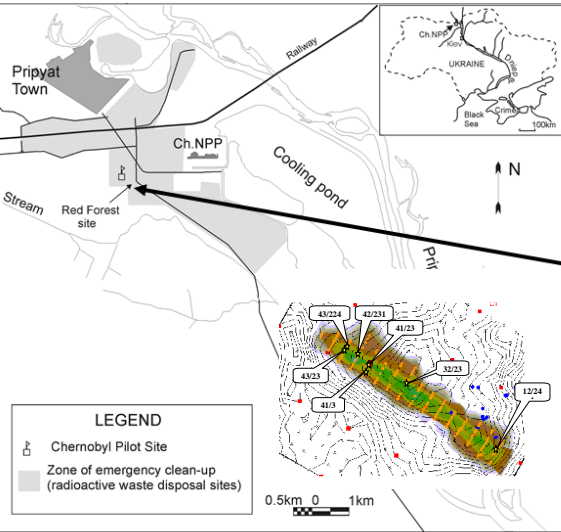 Ch.NPP
Kiev
UKRAINE
Dniepr
Black
Sea
Crimea
100km
Railway
Pripyat
Town
Ch.NPP
Cooling pond
N
Stream
Red Forest
site
Pri
43/224
42/231
41/23
43/23
32/23
41/3
12/24
LEGEND
Chernobyl Pilot Site
Zone of emergency clean-up
(radioactive waste disposal sites)
0.5km 0 1km